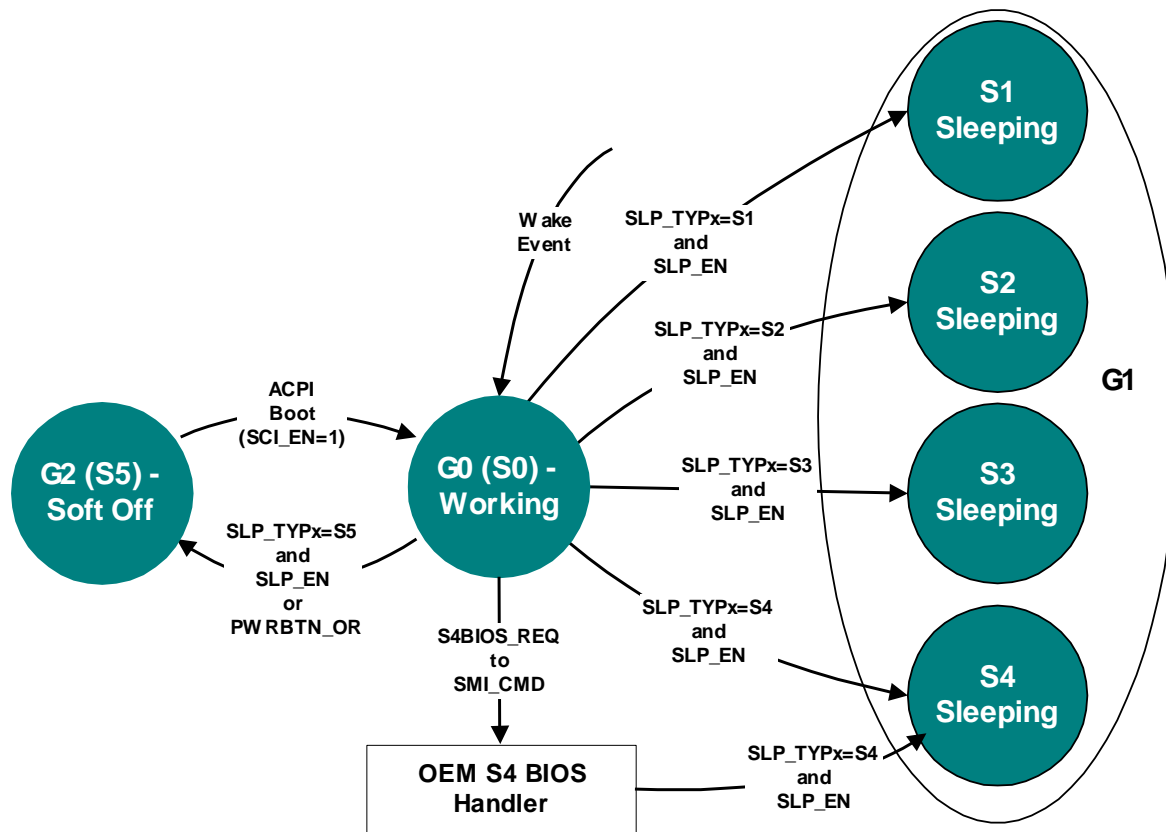 S1
Sleeping
Wake
Event
SLP_TYPx=S1
and
SLP_EN
S2
Sleeping
SLP_TYPx=S2
and
SLP_EN
G1
ACPI
Boot
(SCI_EN=1)
G2 (S5) -
Soft Off
G0 (S0) -
Working
SLP_TYPx=S3
and
SLP_EN
S3
Sleeping
SLP_TYPx=S5
and
SLP_EN
or
PWRBTN_OR
SLP_TYPx=S4
and
SLP_EN
S4BIOS_REQ
to
SMI_CMD
S4
Sleeping
OEM S4 BIOS
Handler
SLP_TYPx=S4
and
SLP_EN